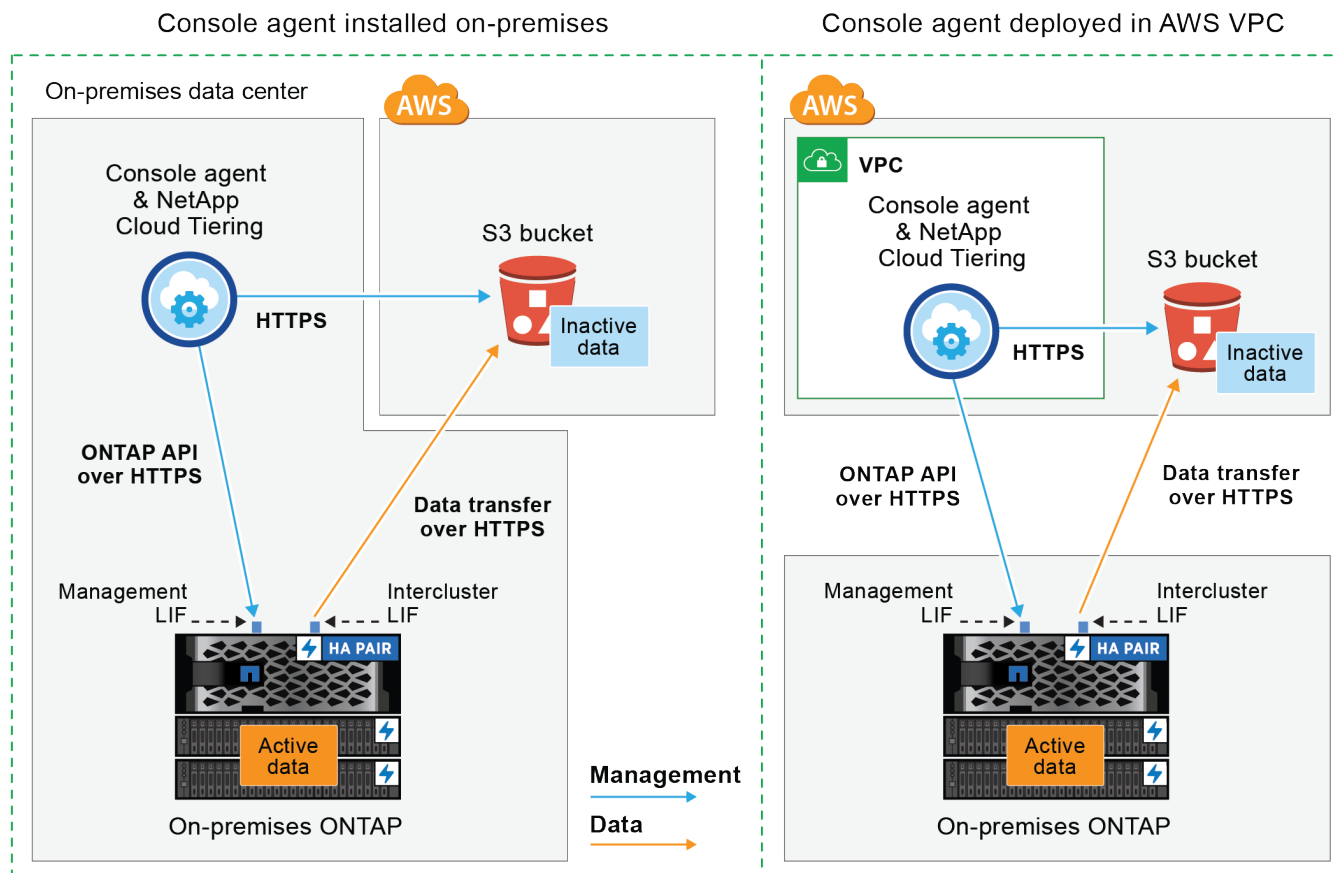 Console agent installed on-premises
On-premises data center
AWS
Console agent
& NetApp
Cloud Tiering
S3 bucket
HTTPS
Inactive
data
ONTAP API
over HTTPS
Data transfer
over HTTPS
Management
LIF
Intercluster
LIF
HA PAIR
Active
data
On-premises ONTAP
Management
Data
Console agent deployed in AWS VPC
AWS
VPC
Console agent
& NetApp
Cloud Tiering
S3 bucket
HTTPS
Inactive
data
ONTAP API
over HTTPS
Data transfer
over HTTPS
Management
LIF
Intercluster
LIF
HA PAIR
Active
data
On-premises ONTAP